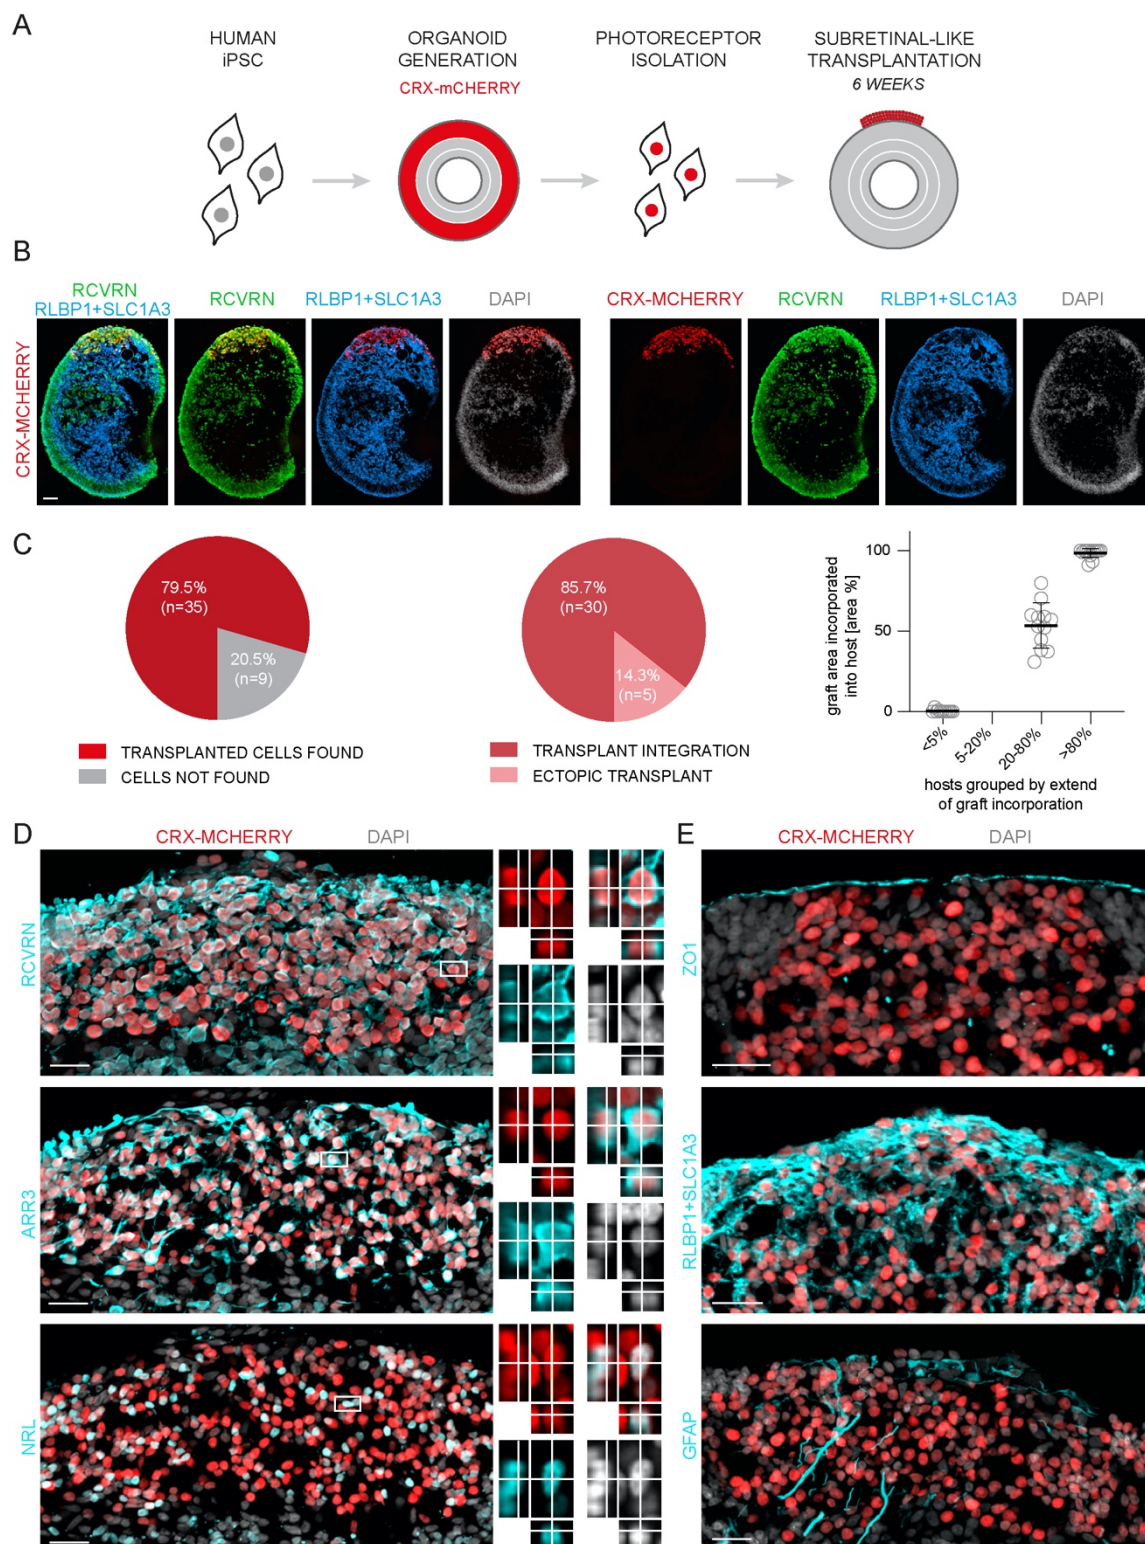 A
HUMAN
iPSC
ORGANOID
GENERATION
CRX-mCHERRY
PHOTORECEPTOR
ISOLATION
SUBRETINAL-LIKE
TRANSPLANTATION
6 WEEKS
B
CRX-MCHERRY
RCVRN
RLBP1+SLC1A3
RCVRN
RLBP1+SLC1A3
DAPI
CRX-MCHERRY
RCVRN
RLBP1+SLC1A3
DAPI
C
79.5%
(n=35)
20.5%
(n=9)
TRANSPLANTED CELLS FOUND
CELLS NOT FOUND
85.7%
(n=30)
14.3%
(n=5)
TRANSPLANT INTEGRATION
ECTOPIC TRANSPLANT
graft area incorporated
into host [area %]
100
50
0
<5%
5-20%
20-80%
>80%
hosts grouped by extend
of graft incorporation
D
CRX-MCHERRY DAPI
RCVRN
ARR3
NRL
E
CRX-MCHERRY DAPI
ZO1
RLBP1+SLC1A3
GFAP